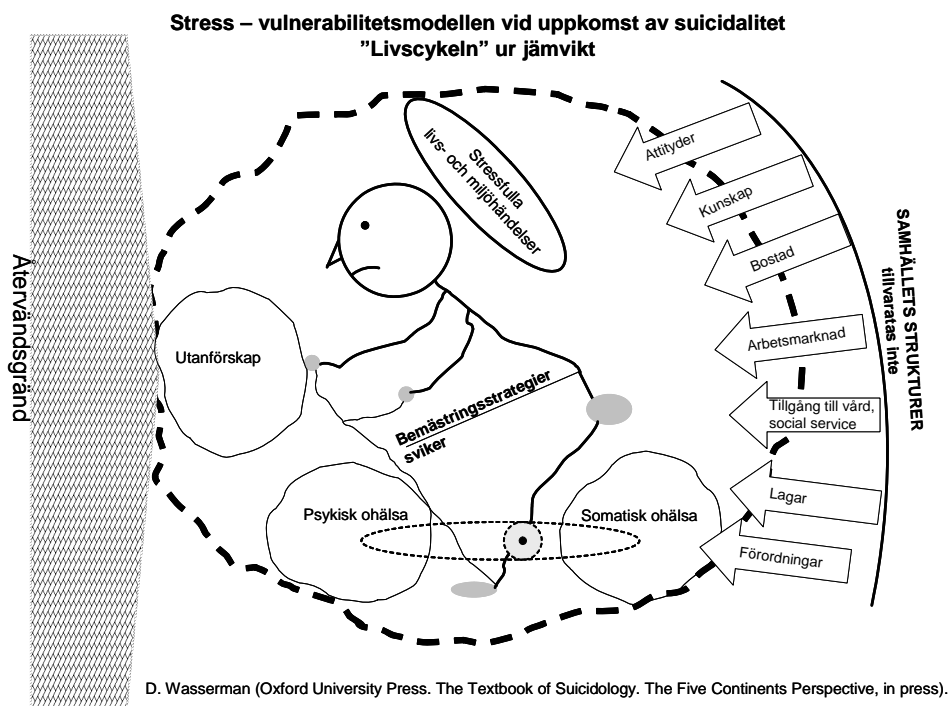 Stress – vulnerabilitetsmodellen vid uppkomst av suicidalitet
”Livscykeln” ur jämvikt
Återvändsgränd
Stressfulla
livs- och miljöhändelser
Utanförskap
Bemästringsstrategier
sviker
Psykisk ohälsa
Somatisk ohälsa
Attityder
Kunskap
Bostad
Arbetsmarknad
Tillgång till vård,
social service
Lagar
Förordningar
SAMHÄLLETS STRUKTURER
tillvaratas inte
D. Wasserman (Oxford University Press. The Textbook of Suicidology. The Five Continents Perspective, in press).